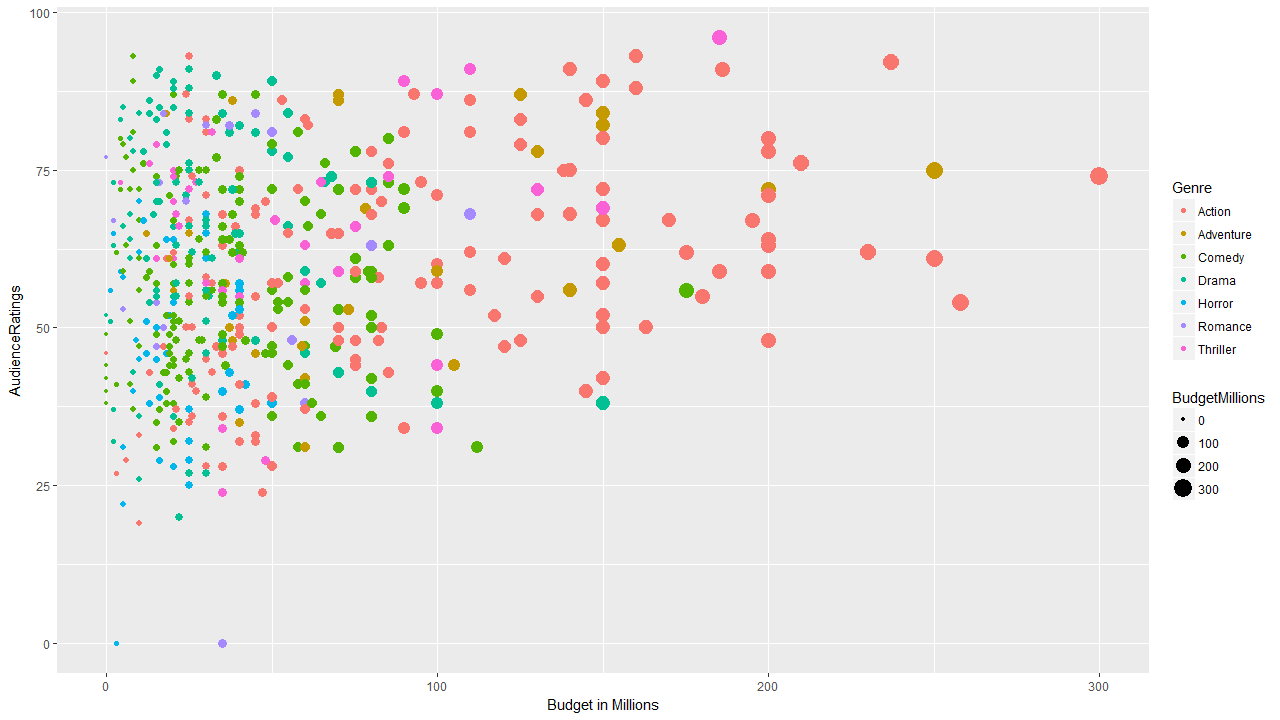 100
75
50
25
0
AudienceRatings
0 100 200 300
Budget in Millions
Genre
Action
Adventure
Comedy
Drama
Horror
Romance
Thriller
BudgetMillions
0
100
200
300